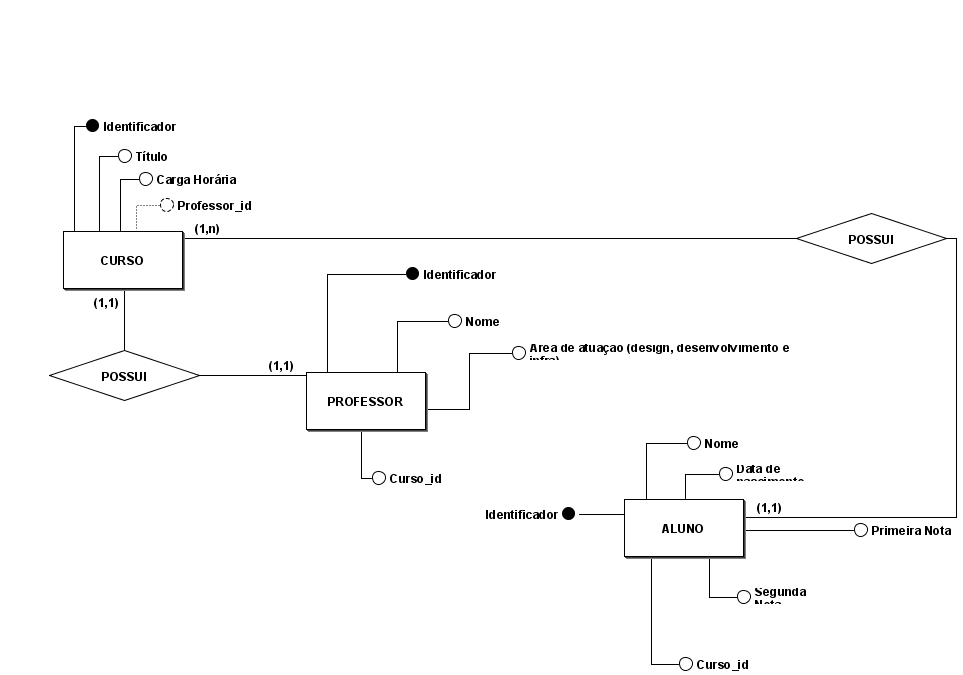 Identificador
Título
Carga Horária
Professor_id
(1,n)
POSSUI
CURSO
Identificador
(1,1)
Nome
Area de atuaçao (design, desenvolvimento e
infra)
(1,1)
POSSUI
PROFESSOR
Nome
Data de
nascimento
Curso_id
(1,1)
Identificador
ALUNO
Primeira Nota
Segunda
Nota
Curso_id